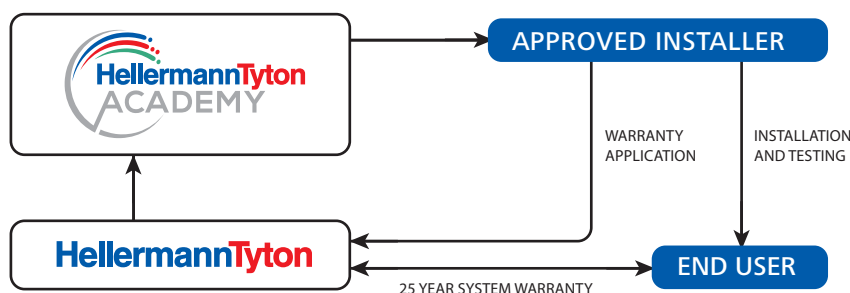 HellermannTyton
ACADEMY
APPROVED INSTALLER
WARRANTY
APPLICATION
INSTALLATION
AND TESTING
HellermannTyton
END USER
25 YEAR SYSTEM WARRANTY